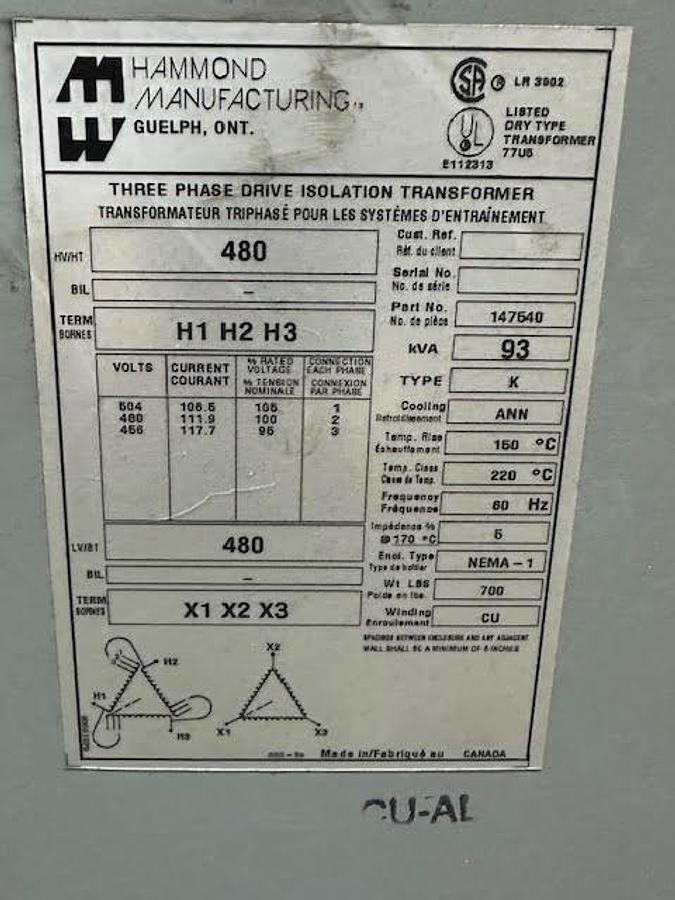 HAMMOND
MANUFACTURING
GUELPH, ONT.
LR 3902
LISTED
DRY TYPE
TRANSFORMER
77U5
E112313
THREE PHASE DRIVE ISOLATION TRANSFORMER
TRANSFORMATEUR TRIPHASÉ POUR LES SYSTÈMES D'ENTRAÎNEMENT
HV/HT 480
BIL –
TERM
BORNES H1 H2 H3
VOLTS CURRENT COURANT % RATED VOLTAGE % TENSION NOMINALE CONNECTION EACH PHASE CONNEXION PAR PHASE
504 106.5 105 1
480 111.9 100 2
456 117.7 95 3
LV/BT 480
BIL –
TERM
BORNES X1 X2 X3
Cust. Ref.
Réf. du client
Serial No.
No. de série
Part No.
No. de pièce 147540
kVA 93
TYPE K
Cooling
Refroidissement ANN
Temp. Rise
Échauffement 150 °C
Temp. Class
220 °C
Frequency
Fréquence 60 Hz
Impédance %
@ 170 °C 5
Encl. Type
Type de boîtier NEMA – 1
Wt LBS
Poids en lbs. 700
Winding
Enroulement CU
SPACINGS BETWEEN ENCLOSURE AND ANY ADJACENT
WALL SHALL BE A MINIMUM OF 6 INCHES
H2
H1
H3
X2
X1 X3
Made in/Fabriqué au CANADA
CU-AL